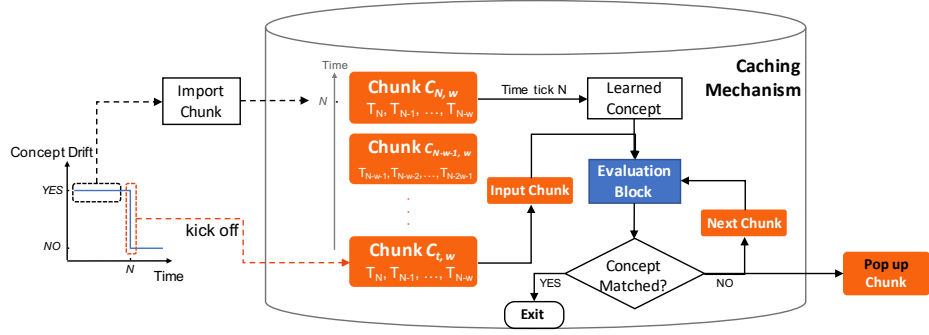 Concept Drift
YES
NO
N
Time
Import
Chunk
kick off
Time
N
Chunk C_{N, w}
T_N, T_{N-1}, ..., T_{N-w}
Chunk C_{N-w-1, w}
T_{N-w-1}, T_{N-w-2}, ..., T_{N-2w-1}
Chunk C_{t, w}
T_N, T_{N-1}, ..., T_{N-w}
Time tick N
Learned
Concept
Caching
Mechanism
Input Chunk
Evaluation
Block
Next Chunk
Concept
Matched?
YES
NO
Exit
Pop up
Chunk